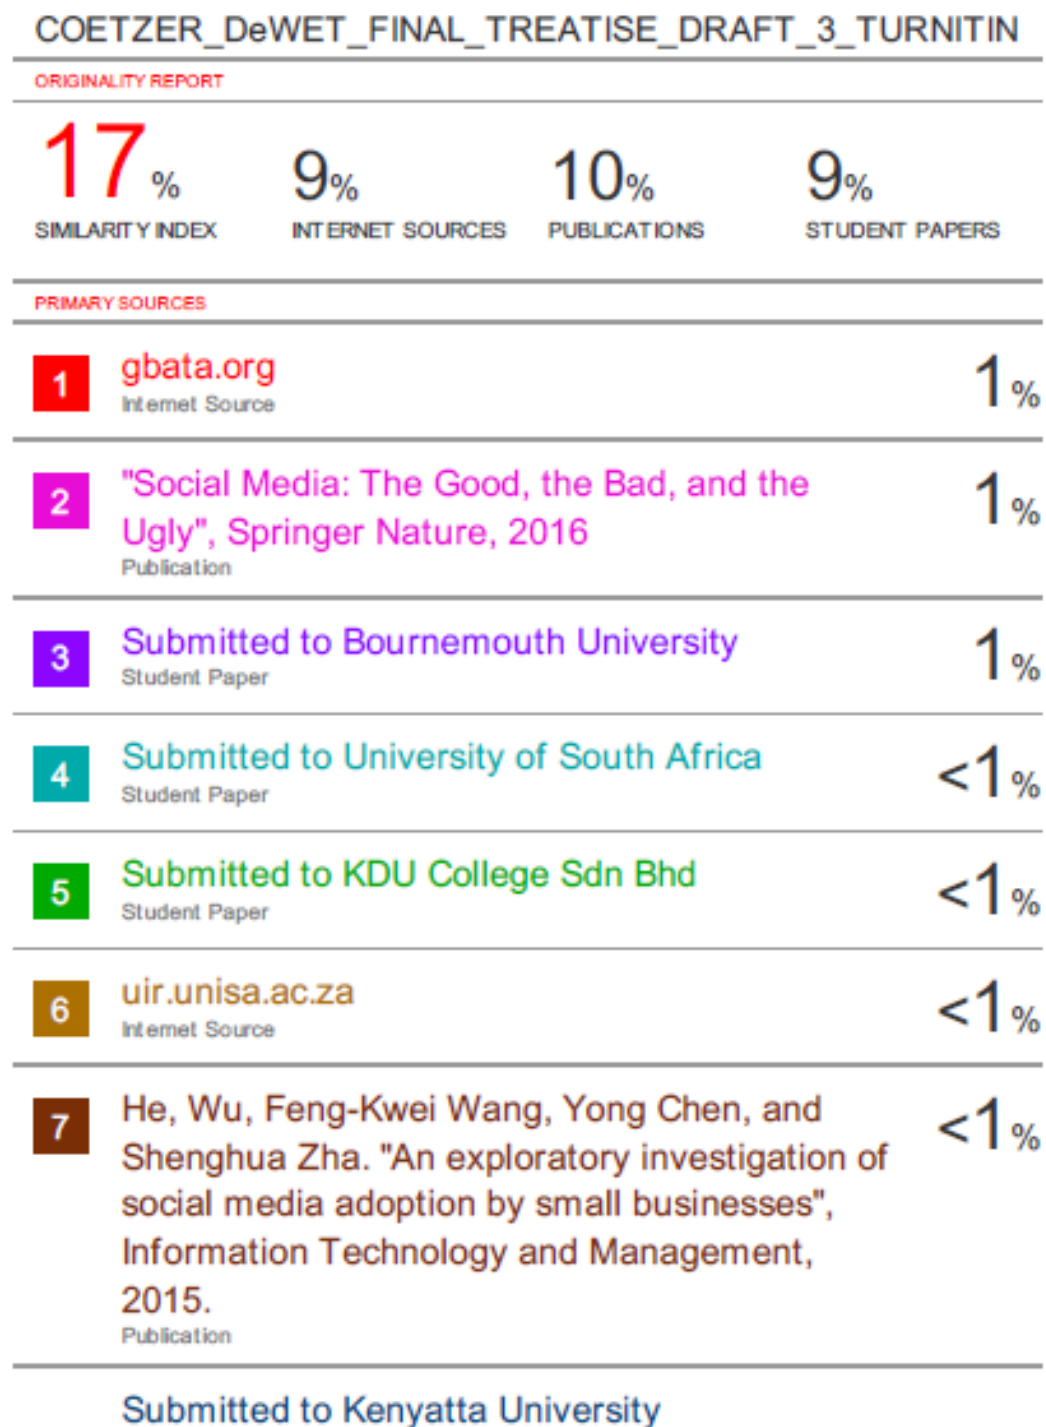 COETZER_DeWET_FINAL_TREATISE_DRAFT_3_TURNITIN
ORIGINALITY REPORT
17% 9% 10% 9%
SIMILARITY INDEX INTERNET SOURCES PUBLICATIONS STUDENT PAPERS
PRIMARY SOURCES
1 gbata.org 1%
Internet Source
2 "Social Media: The Good, the Bad, and the 1%
Ugly", Springer Nature, 2016
Publication
3 Submitted to Bournemouth University 1%
Student Paper
4 Submitted to University of South Africa <1%
Student Paper
5 Submitted to KDU College Sdn Bhd <1%
Student Paper
6 uir.unisa.ac.za <1%
Internet Source
7 He, Wu, Feng-Kwei Wang, Yong Chen, and <1%
Shenghua Zha. "An exploratory investigation of
social media adoption by small businesses",
Information Technology and Management,
2015.
Publication
Submitted to Kenyatta University